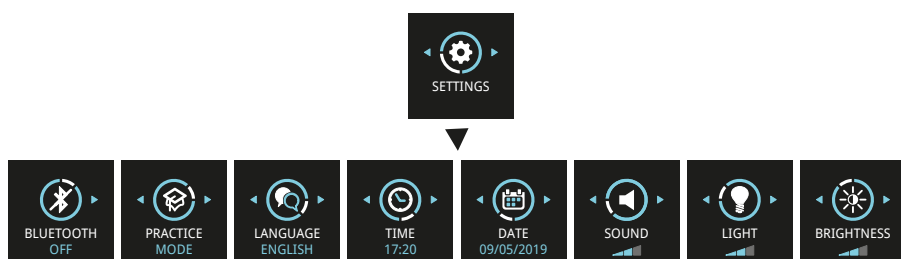 SETTINGS
BLUETOOTH
OFF
PRACTICE
MODE
LANGUAGE
ENGLISH
TIME
17:20
DATE
09/05/2019
SOUND
LIGHT
BRIGHTNESS